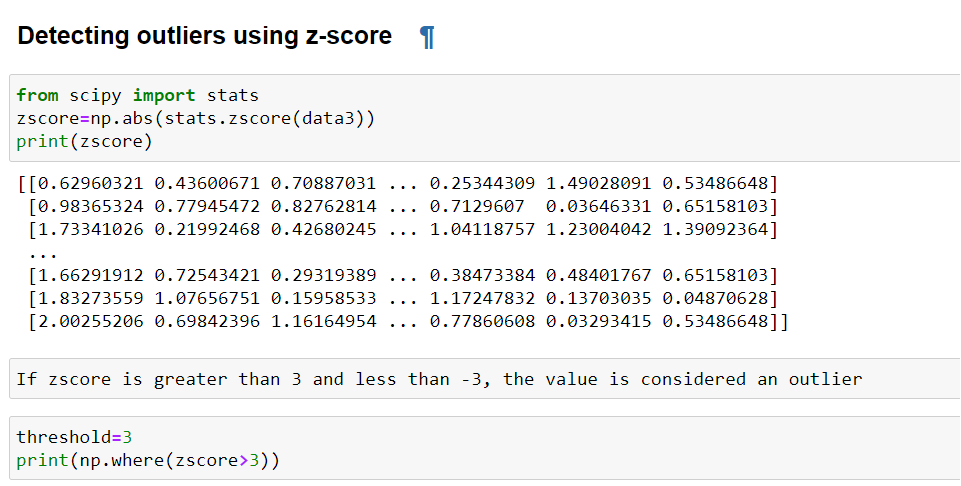 Detecting outliers using z-score ¶
from scipy import stats
zscore=np.abs(stats.zscore(data3))
print(zscore)
[[0.62960321 0.43600671 0.70887031 ... 0.25344309 1.49028091 0.53486648]
 [0.98365324 0.77945472 0.82762814 ... 0.7129607  0.03646331 0.65158103]
 [1.73341026 0.21992468 0.42680245 ... 1.04118757 1.23004042 1.39092364]
 ...
 [1.66291912 0.72543421 0.29319389 ... 0.38473384 0.48401767 0.65158103]
 [1.83273559 1.07656751 0.15958533 ... 1.17247832 0.13703035 0.04870628]
 [2.00255206 0.69842396 1.16164954 ... 0.77860608 0.03293415 0.53486648]]
If zscore is greater than 3 and less than -3, the value is considered an outlier
threshold=3
print(np.where(zscore>3))